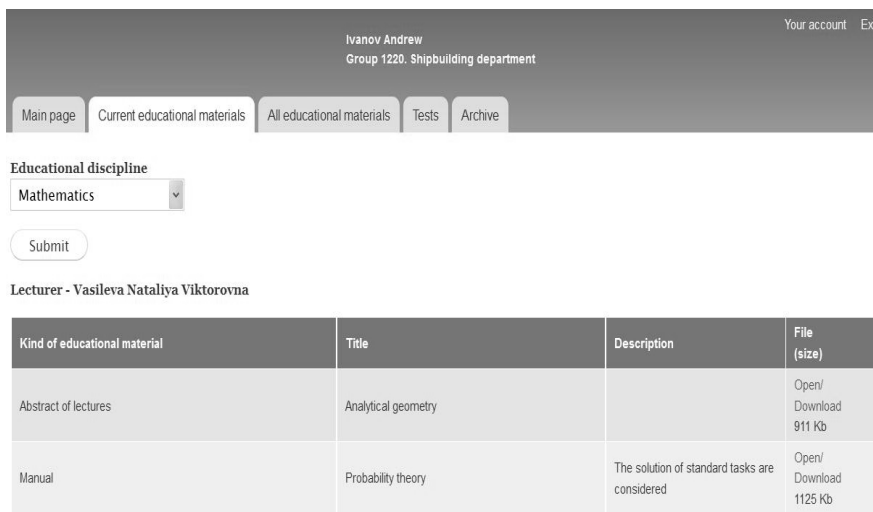 Your account Ex
Ivanov Andrew
Group 1220. Shipbuilding department
Main page Current educational materials All educational materials Tests Archive
Educational discipline
Mathematics
Submit
Lecturer - Vasileva Nataliya Viktorovna
Kind of educational material Title Description File (size)
Abstract of lectures Analytical geometry Open/ Download 911 Kb
Manual Probability theory The solution of standard tasks are considered Open/ Download 1125 Kb